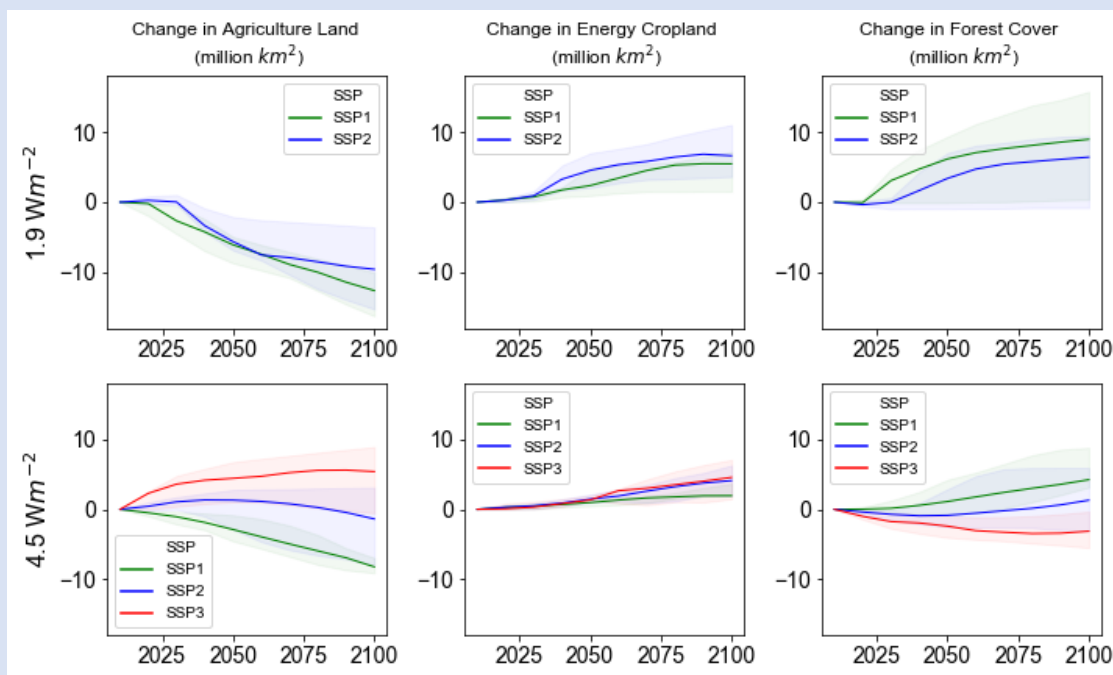 Change in Agriculture Land
(million km²)
Change in Energy Cropland
(million km²)
Change in Forest Cover
(million km²)
1.9 Wm⁻²
10
0
−10
SSP
SSP1
SSP2
2025 2050 2075 2100
10
0
−10
SSP
SSP1
SSP2
2025 2050 2075 2100
10
0
−10
SSP
SSP1
SSP2
2025 2050 2075 2100
4.5 Wm⁻²
10
0
−10
SSP
SSP1
SSP2
SSP3
2025 2050 2075 2100
10
0
−10
SSP
SSP1
SSP2
SSP3
2025 2050 2075 2100
10
0
−10
SSP
SSP1
SSP2
SSP3
2025 2050 2075 2100